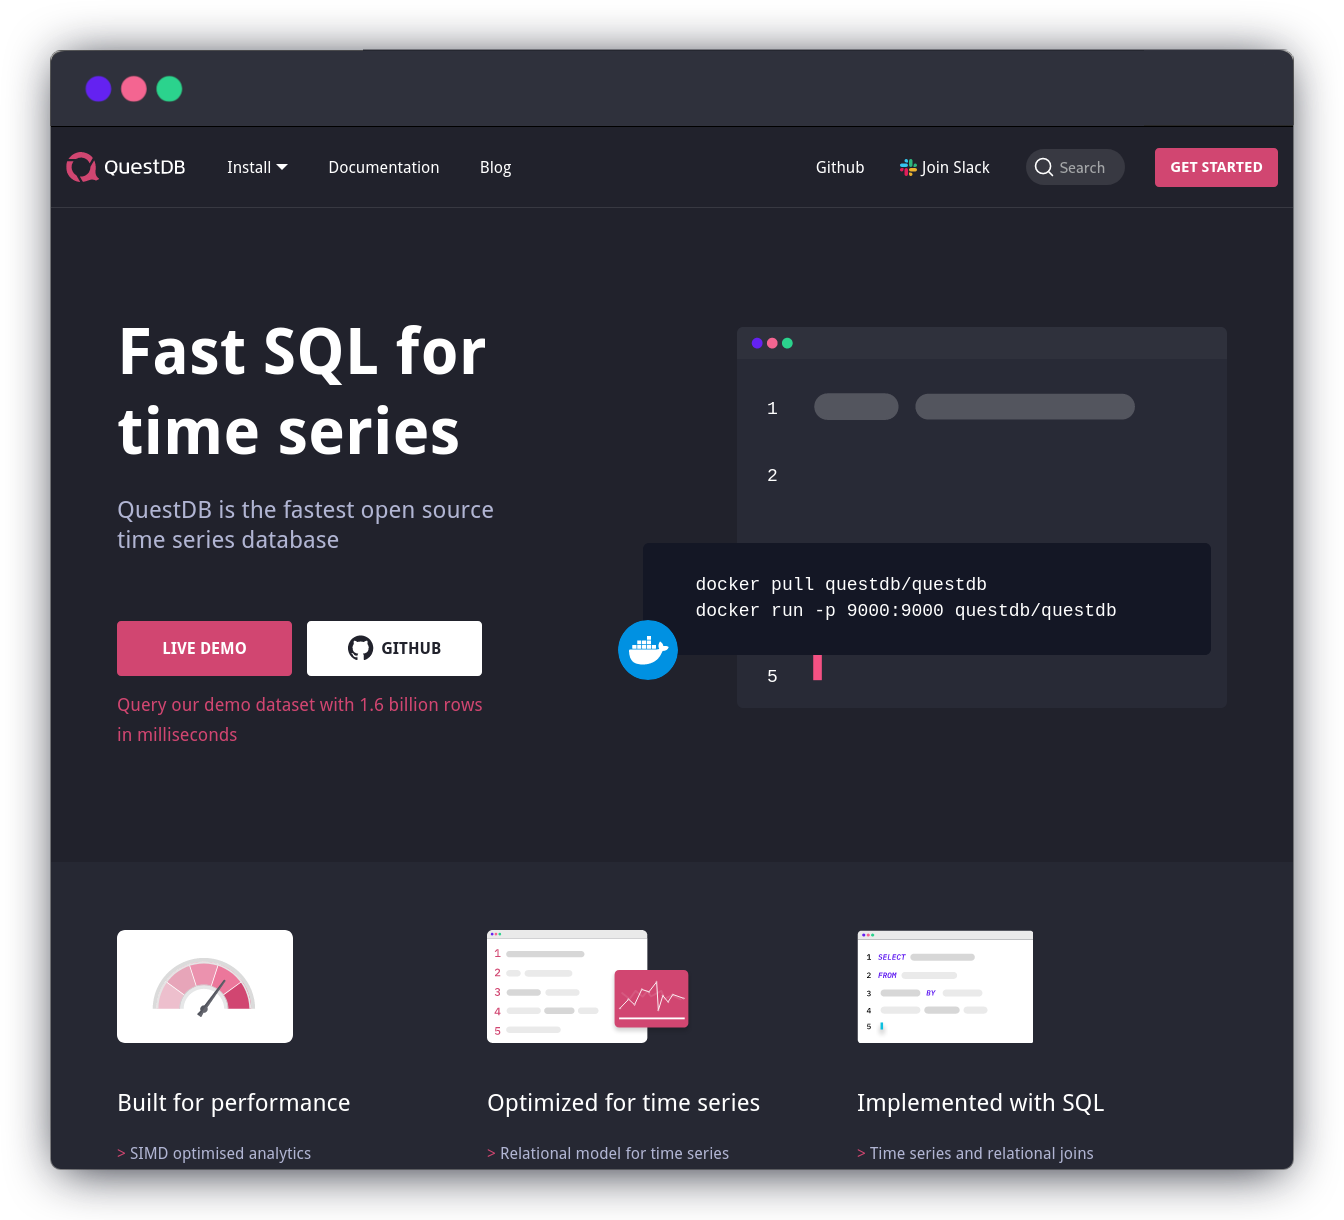 QuestDB
Install
Documentation
Blog
Github
Join Slack
Search
GET STARTED
Fast SQL for
time series
QuestDB is the fastest open source
time series database
LIVE DEMO
GITHUB
Query our demo dataset with 1.6 billion rows
in milliseconds
1
2
docker pull questdb/questdb
docker run -p 9000:9000 questdb/questdb
5
1
2
3
4
5
1 SELECT
2 FROM
3 BY
4
5
Built for performance
> SIMD optimised analytics
Optimized for time series
> Relational model for time series
Implemented with SQL
> Time series and relational joins